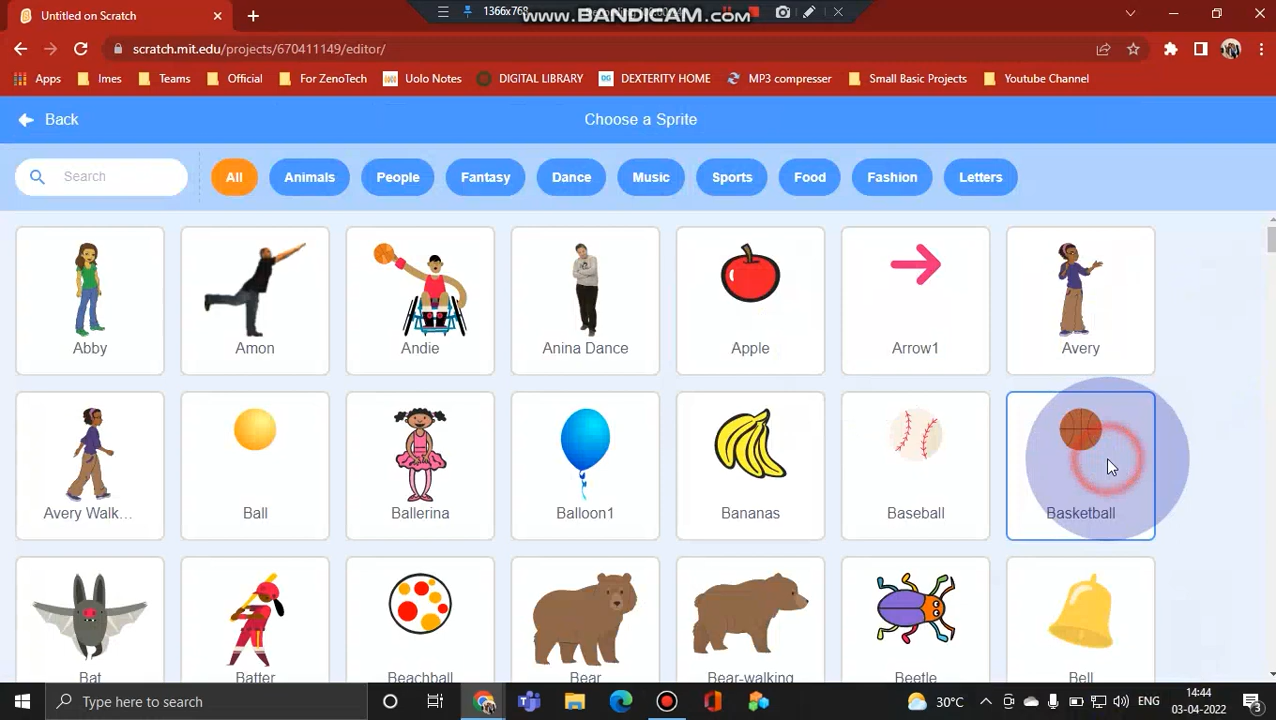 1366x768
www.BANDICAM.com
Untitled on Scratch
scratch.mit.edu/projects/670411149/editor/
Apps Imes Teams Official For ZenoTech Uolo Notes DIGITAL LIBRARY DG DEXTERITY HOME MP3 compresser Small Basic Projects Youtube Channel
Back Choose a Sprite
Search All Animals People Fantasy Dance Music Sports Food Fashion Letters
Abby Amon Andie Anina Dance Apple Arrow1 Avery
Avery Walk... Ball Ballerina Balloon1 Bananas Baseball Basketball
Bat Batter Beachball Bear Bear-walking Beetle Bell
Type here to search 30°C ENG 14:44
03-04-2022 3